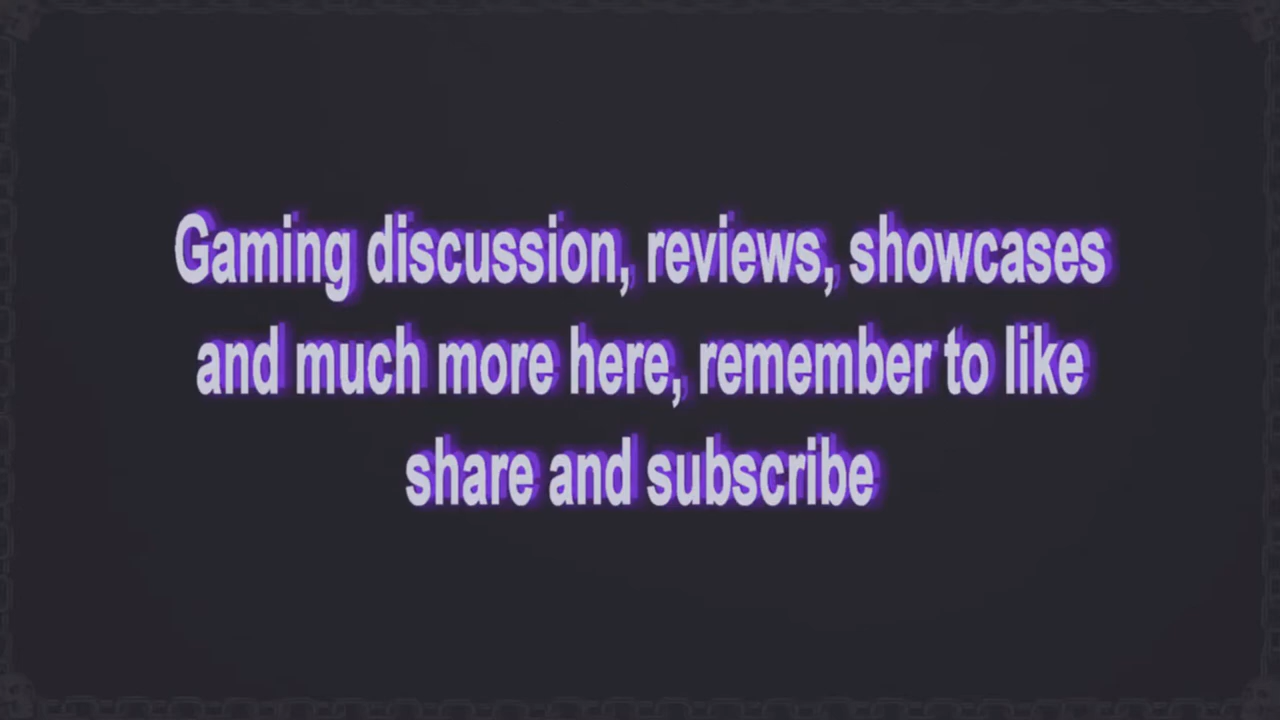 Gaming discussion, reviews, showcases
and much more here, remember to like
share and subscribe